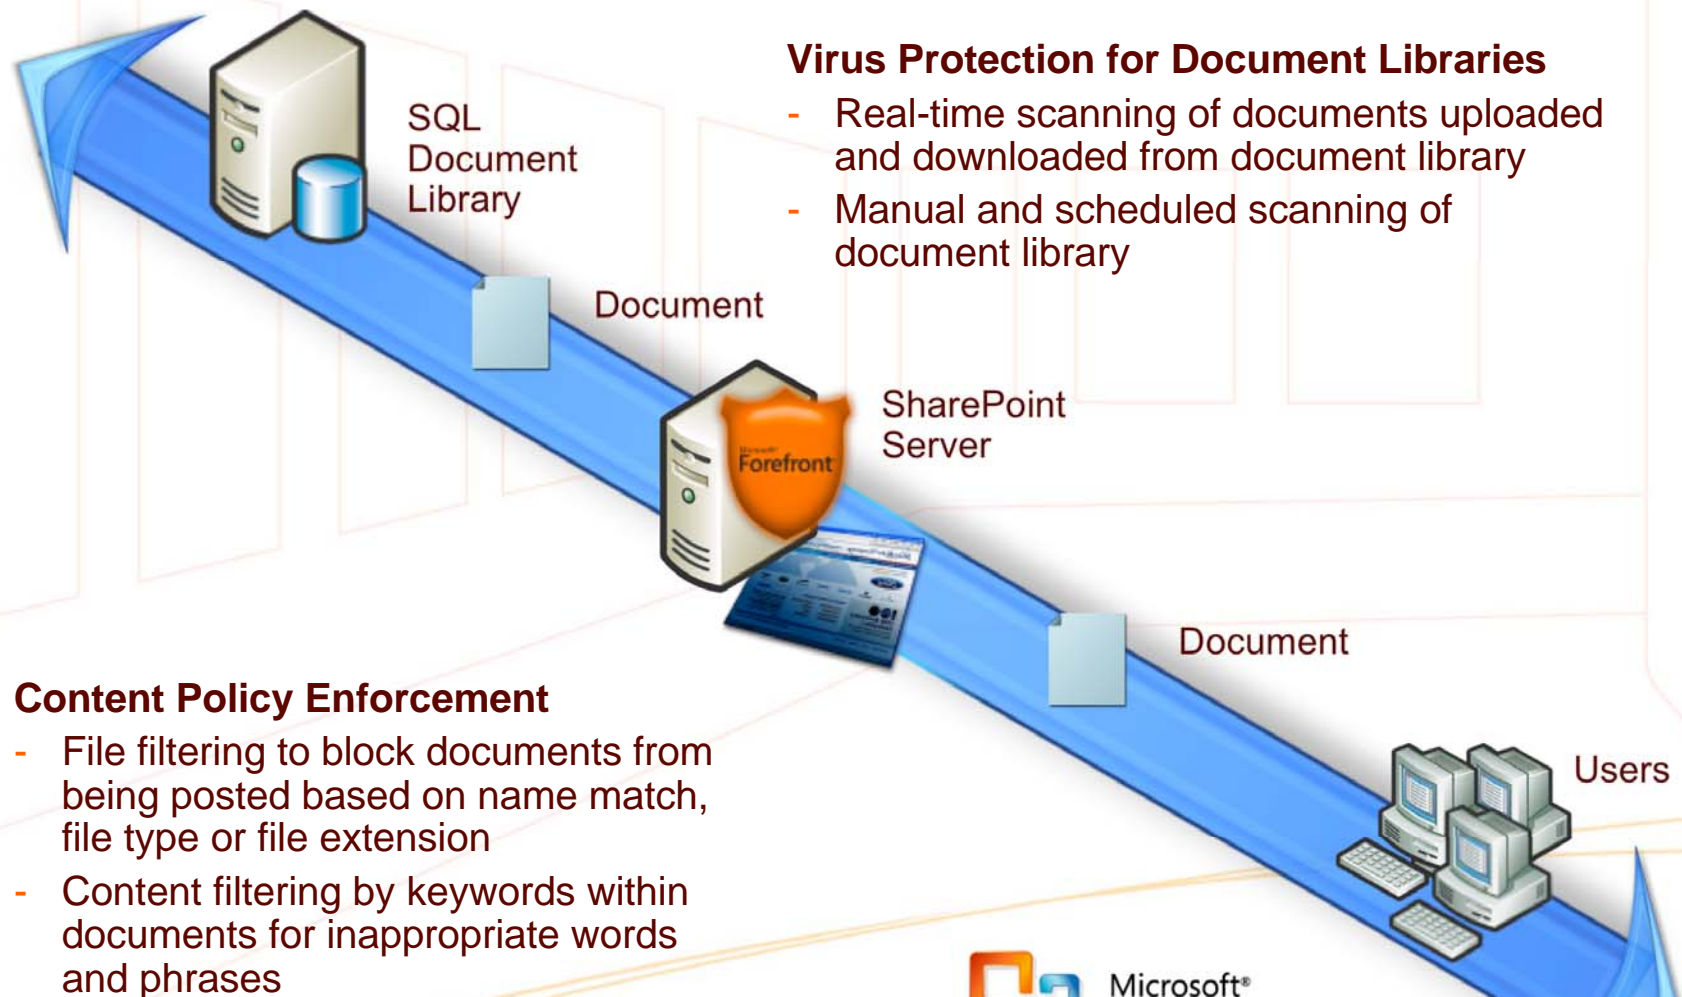 Virus Protection for Document Libraries
- Real-time scanning of documents uploaded
and downloaded from document library
- Manual and scheduled scanning of
document library
SQL
Document
Library
Document
SharePoint
Server
Microsoft
Forefront
Document
Users
Content Policy Enforcement
- File filtering to block documents from
being posted based on name match,
file type or file extension
- Content filtering by keywords within
documents for inappropriate words
and phrases
Microsoft®